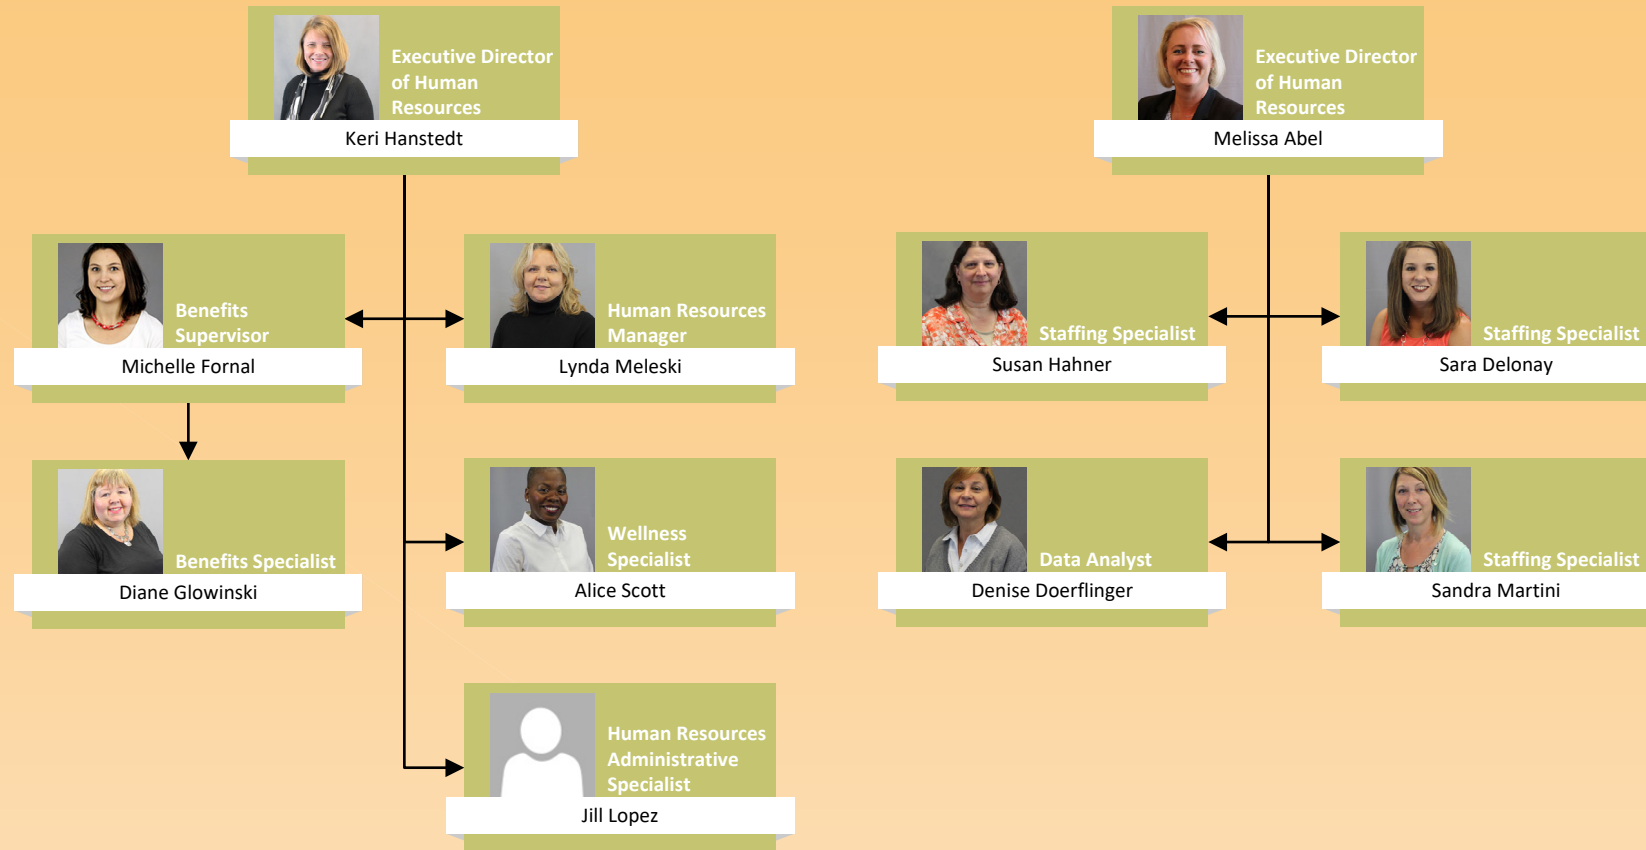 Executive Director
of Human
Resources
Keri Hanstedt
Executive Director
of Human
Resources
Melissa Abel
Benefits
Supervisor
Michelle Fornal
Human Resources
Manager
Lynda Meleski
Staffing Specialist
Susan Hahner
Staffing Specialist
Sara Delonay
Benefits Specialist
Diane Glowinski
Wellness
Specialist
Alice Scott
Data Analyst
Denise Doerflinger
Staffing Specialist
Sandra Martini
Human Resources
Administrative
Specialist
Jill Lopez